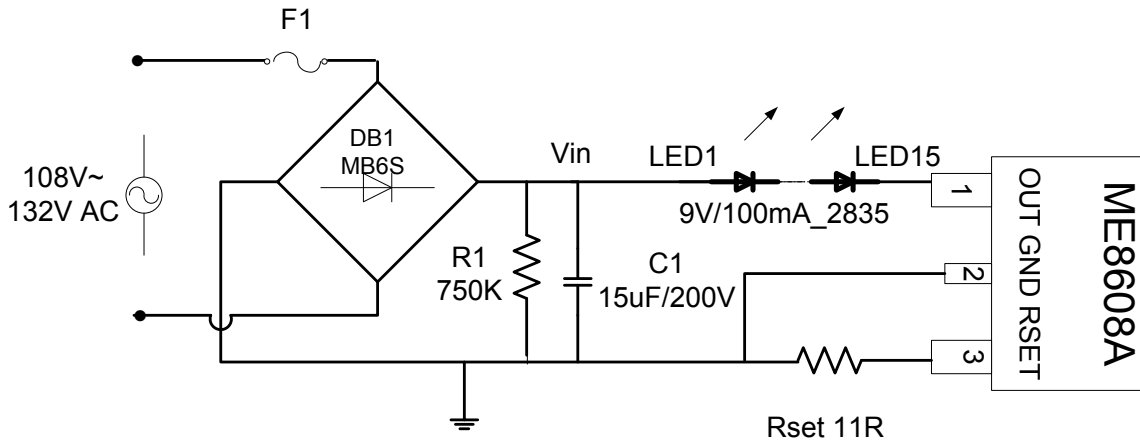 F1
108V~
132V AC
DB1
MB6S
Vin
R1
750K
C1
15uF/200V
LED1
LED15
9V/100mA_2835
1
2
3
OUT GND RSET
ME8608A
Rset 11R